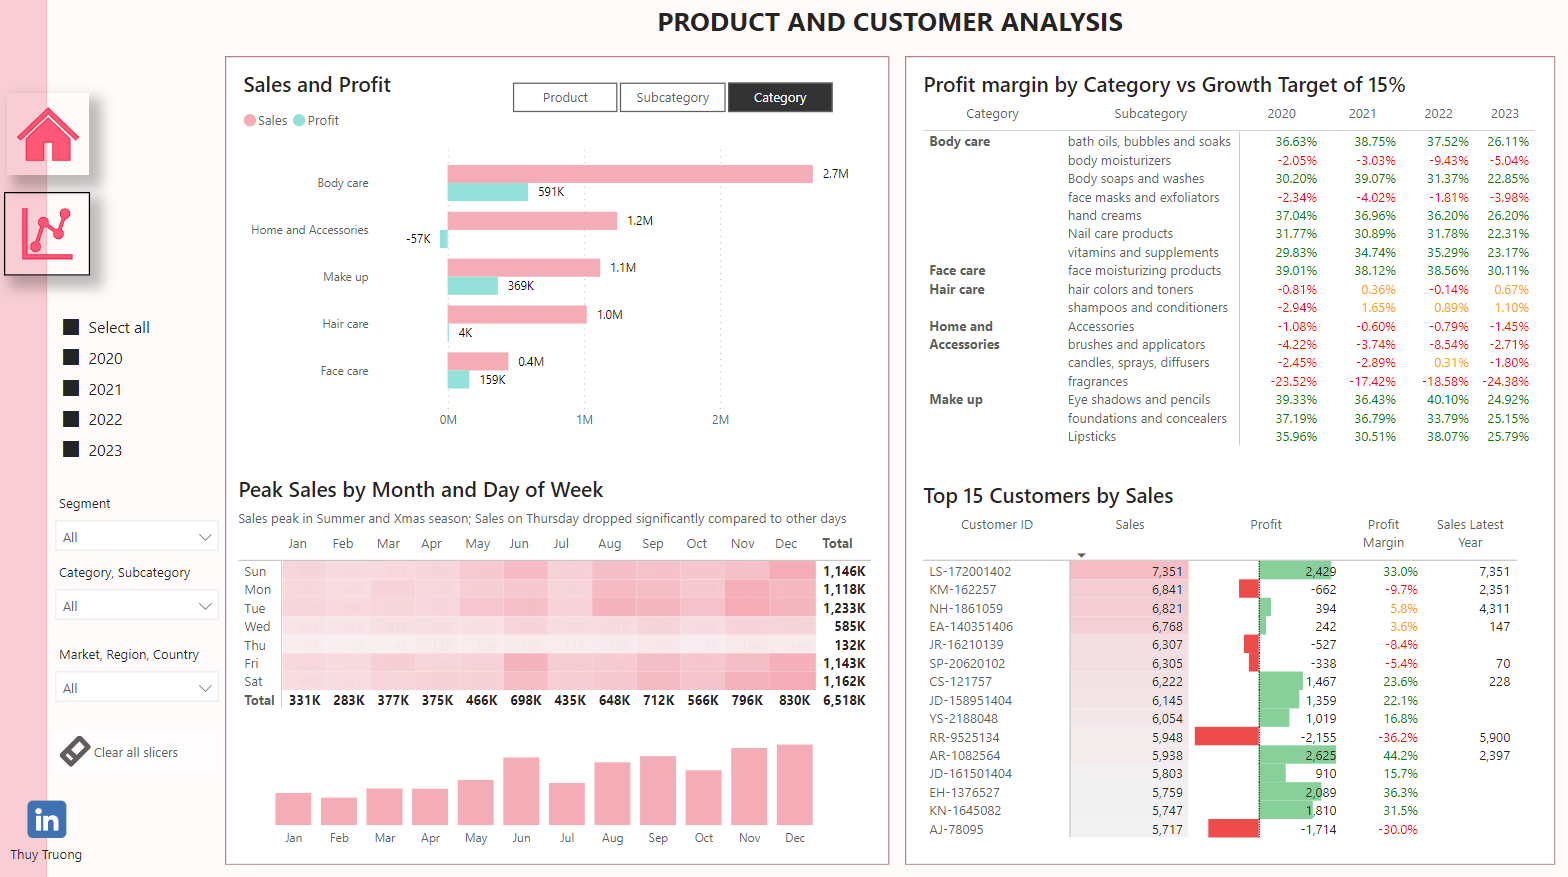 PRODUCT AND CUSTOMER ANALYSIS
Sales and Profit
Product Subcategory Category
Sales Profit
Body care 2.7M
591K
Home and Accessories 1.2M
-57K
Make up 1.1M
369K
Hair care 1.0M
4K
Face care 0.4M
159K
0M 1M 2M
Profit margin by Category vs Growth Target of 15%
Category Subcategory 2020 2021 2022 2023
Body care bath oils, bubbles and soaks 36.63% 38.75% 37.52% 26.11%
body moisturizers -2.05% -3.03% -9.43% -5.04%
Body soaps and washes 30.20% 39.07% 31.37% 22.85%
face masks and exfoliators -2.34% -4.02% -1.81% -3.98%
hand creams 37.04% 36.96% 36.20% 26.20%
Nail care products 31.77% 30.89% 31.78% 22.31%
vitamins and supplements 29.83% 34.74% 35.29% 23.17%
Face care face moisturizing products 39.01% 38.12% 38.56% 30.11%
Hair care hair colors and toners -0.81% 0.36% -0.14% 0.67%
shampoos and conditioners -2.94% 1.65% 0.89% 1.10%
Home and Accessories -1.08% -0.60% -0.79% -1.45%
Accessories brushes and applicators -4.22% -3.74% -8.54% -2.71%
candles, sprays, diffusers -2.45% -2.89% 0.31% -1.80%
fragrances -23.52% -17.42% -18.58% -24.38%
Make up Eye shadows and pencils 39.33% 36.43% 40.10% 24.92%
foundations and concealers 37.19% 36.79% 33.79% 25.15%
Lipsticks 35.96% 30.51% 38.07% 25.79%
Select all
2020
2021
2022
2023
Segment
All
Category, Subcategory
All
Market, Region, Country
All
Clear all slicers
in
Thuy Truong
Peak Sales by Month and Day of Week
Sales peak in Summer and Xmas season; Sales on Thursday dropped significantly compared to other days
Jan Feb Mar Apr May Jun Jul Aug Sep Oct Nov Dec Total
Sun 1,146K
Mon 1,118K
Tue 1,233K
Wed 585K
Thu 132K
Fri 1,143K
Sat 1,162K
Total 331K 283K 377K 375K 466K 698K 435K 648K 712K 566K 796K 830K 6,518K
Jan Feb Mar Apr May Jun Jul Aug Sep Oct Nov Dec
Top 15 Customers by Sales
Customer ID Sales Profit Profit Sales Latest
Margin Year
LS-172001402 7,351 2,429 33.0% 7,351
KM-162257 6,841 -662 -9.7% 2,351
NH-1861059 6,821 394 5.8% 4,311
EA-140351406 6,768 242 3.6% 147
JR-16210139 6,307 -527 -8.4%
SP-20620102 6,305 -338 -5.4% 70
CS-121757 6,222 1,467 23.6% 228
JD-158951404 6,145 1,359 22.1%
YS-2188048 6,054 1,019 16.8%
RR-9525134 5,948 -2,155 -36.2% 5,900
AR-1082564 5,938 2,625 44.2% 2,397
JD-161501404 5,803 910 15.7%
EH-1376527 5,759 2,089 36.3%
KN-1645082 5,747 1,810 31.5%
AJ-78095 5,717 -1,714 -30.0%